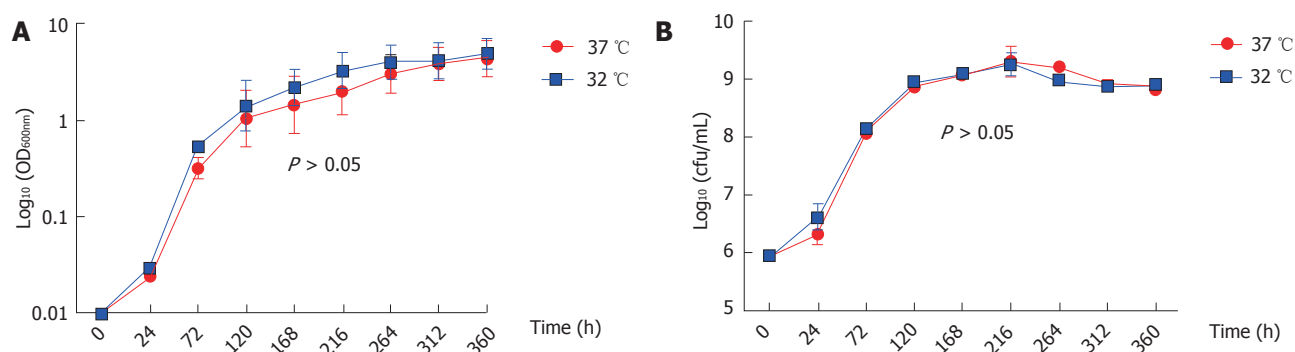 A
10
1
0.1
0.01
Log₁₀ (OD₆₀₀ₙₘ)
37 ℃
32 ℃
P > 0.05
0 24 72 120 168 216 264 312 360
Time (h)
B
10
9
8
7
6
5
Log₁₀ (cfu/mL)
37 ℃
32 ℃
P > 0.05
0 24 72 120 168 216 264 312 360
Time (h)